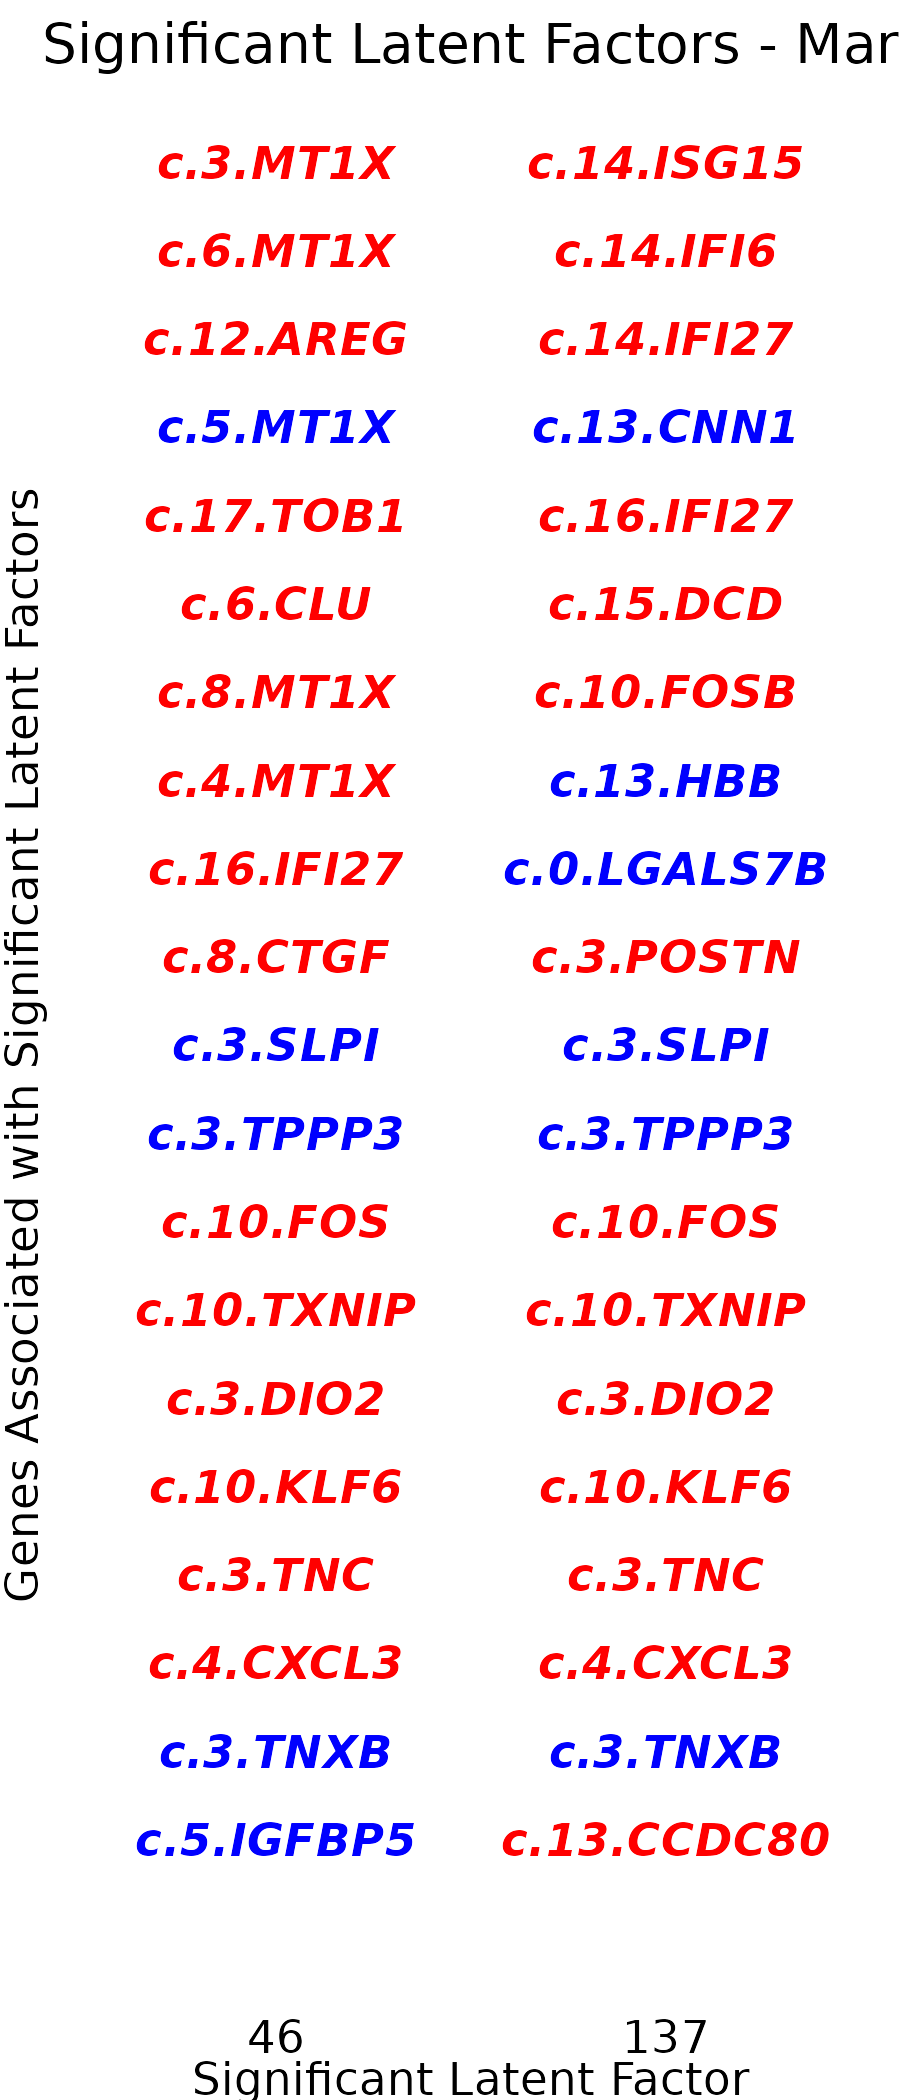 Significant Latent Factors - Mar
Genes Associated with Significant Latent Factors
c.3.MT1X c.14.ISG15
c.6.MT1X c.14.IFI6
c.12.AREG c.14.IFI27
c.5.MT1X c.13.CNN1
c.17.TOB1 c.16.IFI27
c.6.CLU c.15.DCD
c.8.MT1X c.10.FOSB
c.4.MT1X c.13.HBB
c.16.IFI27 c.0.LGALS7B
c.8.CTGF c.3.POSTN
c.3.SLPI c.3.SLPI
c.3.TPPP3 c.3.TPPP3
c.10.FOS c.10.FOS
c.10.TXNIP c.10.TXNIP
c.3.DIO2 c.3.DIO2
c.10.KLF6 c.10.KLF6
c.3.TNC c.3.TNC
c.4.CXCL3 c.4.CXCL3
c.3.TNXB c.3.TNXB
c.5.IGFBP5 c.13.CCDC80
46 137
Significant Latent Factor